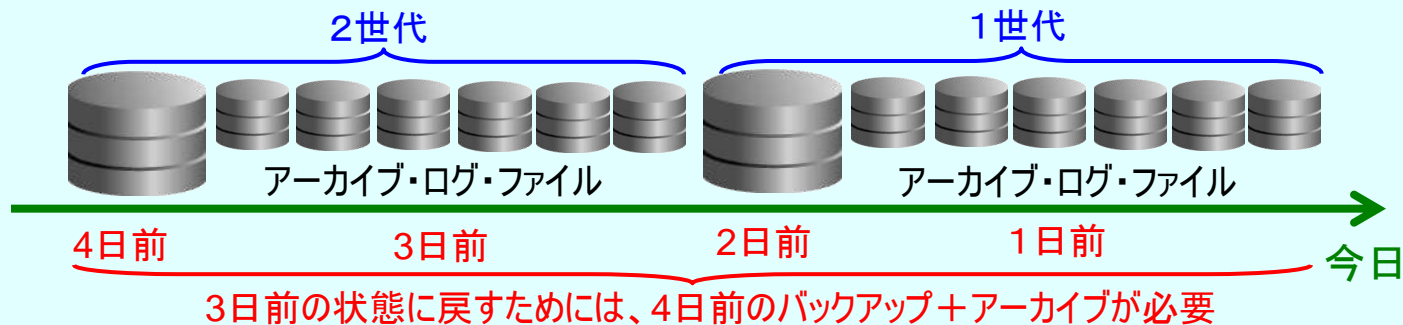 2世代
1世代
アーカイブ・ログ・ファイル
アーカイブ・ログ・ファイル
4日前
3日前
2日前
1日前
今日
3日前の状態に戻すためには、4日前のバックアップ+アーカイブが必要